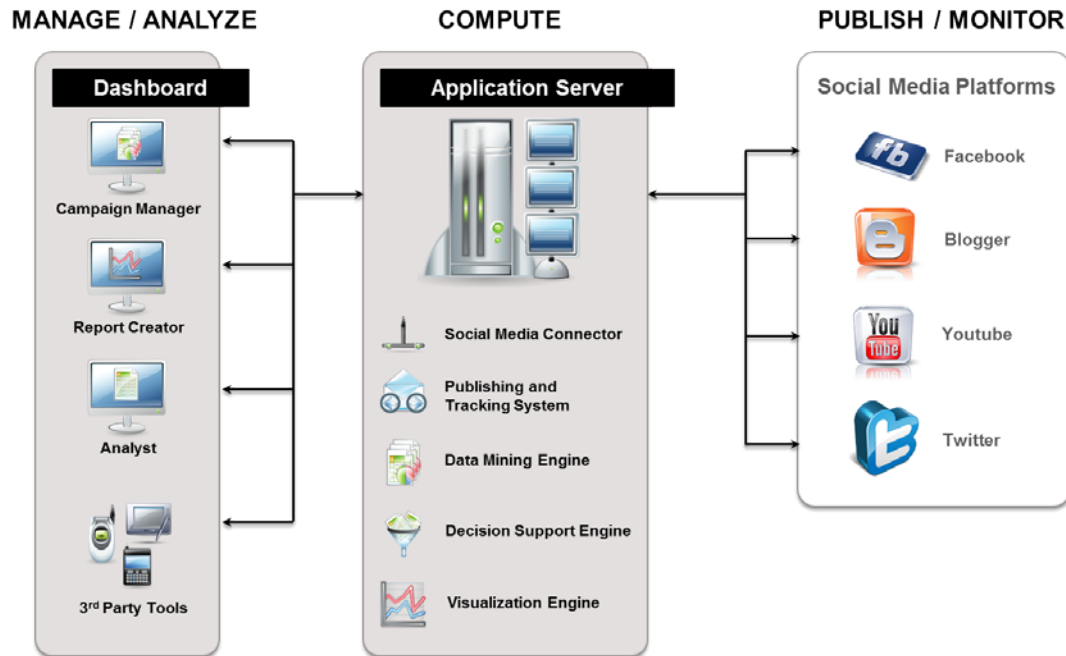 MANAGE / ANALYZE
COMPUTE
PUBLISH / MONITOR
Dashboard
Campaign Manager
Report Creator
Analyst
3rd Party Tools
Application Server
Social Media Connector
Publishing and
Tracking System
Data Mining Engine
Decision Support Engine
Visualization Engine
Social Media Platforms
fb
Facebook
Blogger
You
Tube
Youtube
Twitter